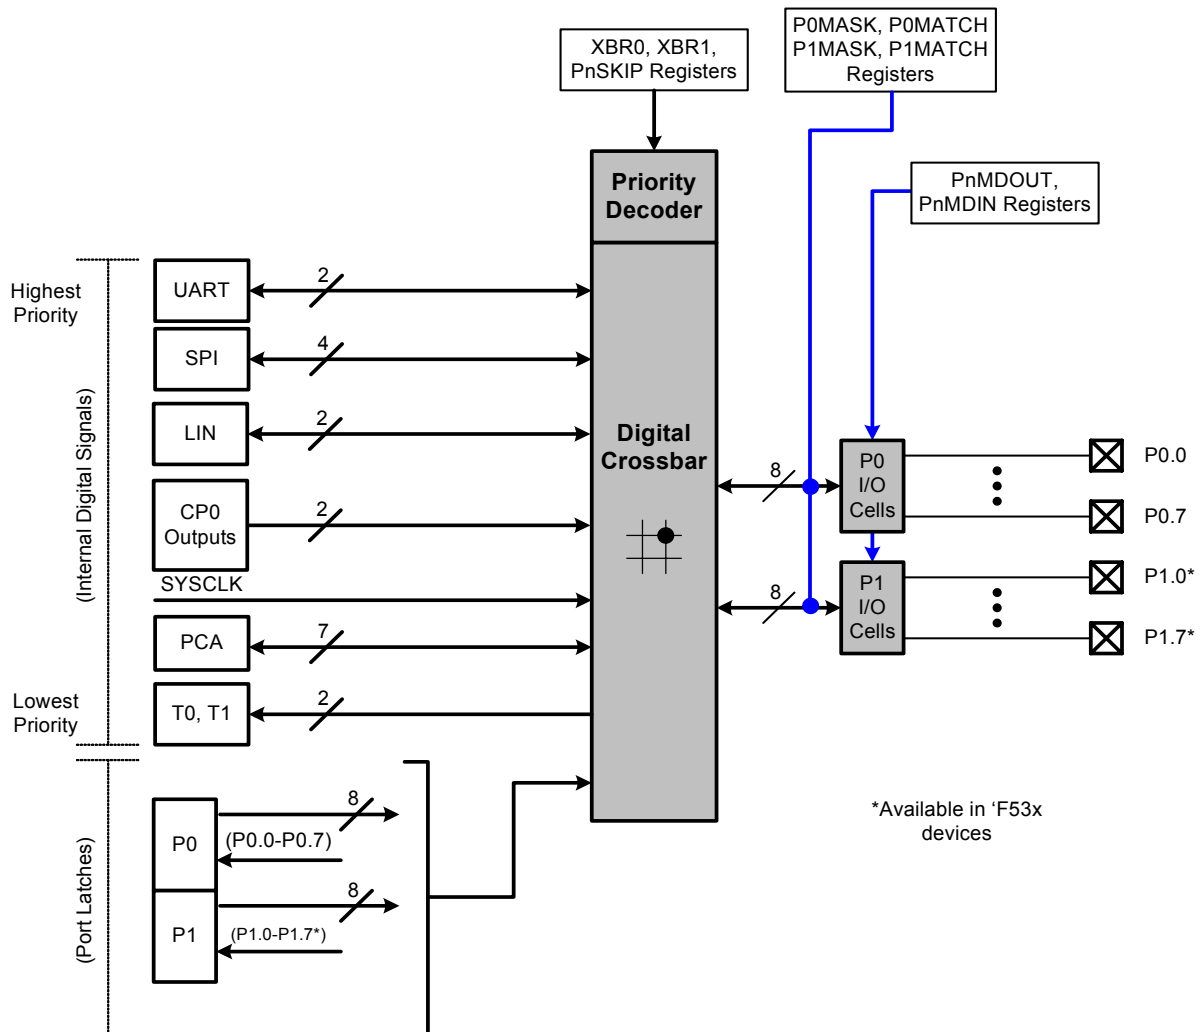 XBR0, XBR1,
PnSKIP Registers
P0MASK, P0MATCH
P1MASK, P1MATCH
Registers
PnMDOUT,
PnMDIN Registers
Priority
Decoder
Digital
Crossbar
Highest
Priority
(Internal Digital Signals)
Lowest
Priority
UART
2
SPI
4
LIN
2
CP0
Outputs
2
SYSCLK
PCA
7
T0, T1
2
(Port Latches)
P0
8
(P0.0-P0.7)
P1
8
(P1.0-P1.7*)
8
8
P0
I/O
Cells
P1
I/O
Cells
P0.0
P0.7
P1.0*
P1.7*
*Available in ‘F53x
devices